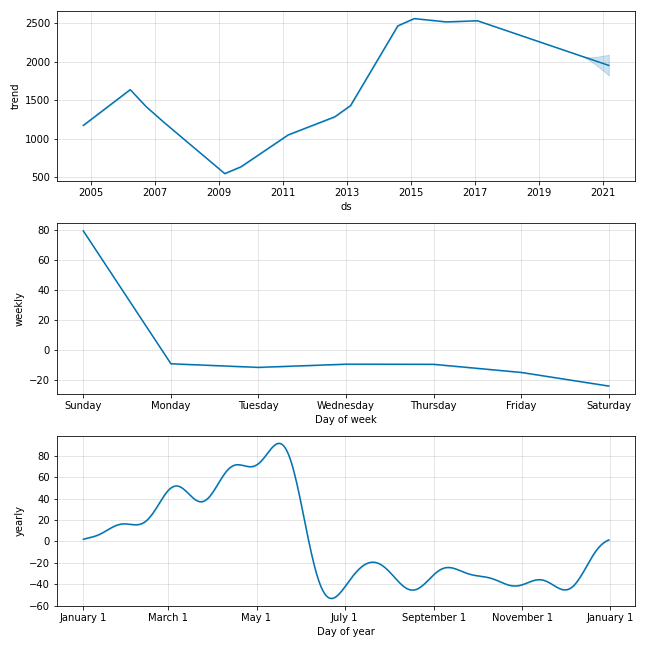 2500
2000
1500
1000
500
trend
2005 2007 2009 2011 2013 2015 2017 2019 2021
ds
80
60
40
20
0
−20
weekly
Sunday Monday Tuesday Wednesday Thursday Friday Saturday
Day of week
80
60
40
20
0
−20
−40
−60
yearly
January 1 March 1 May 1 July 1 September 1 November 1 January 1
Day of year